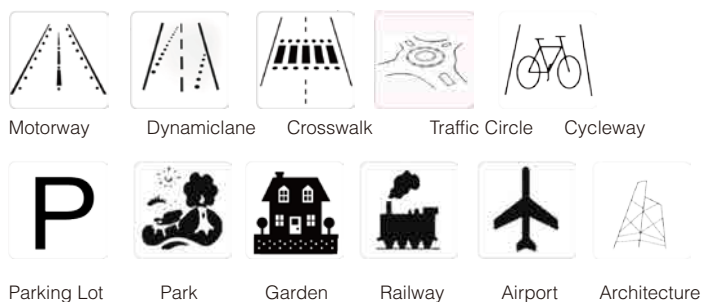 Motorway Dynamiclane Crosswalk Traffic Circle Cycleway
P
Parking Lot Park Garden Railway Airport Architecture